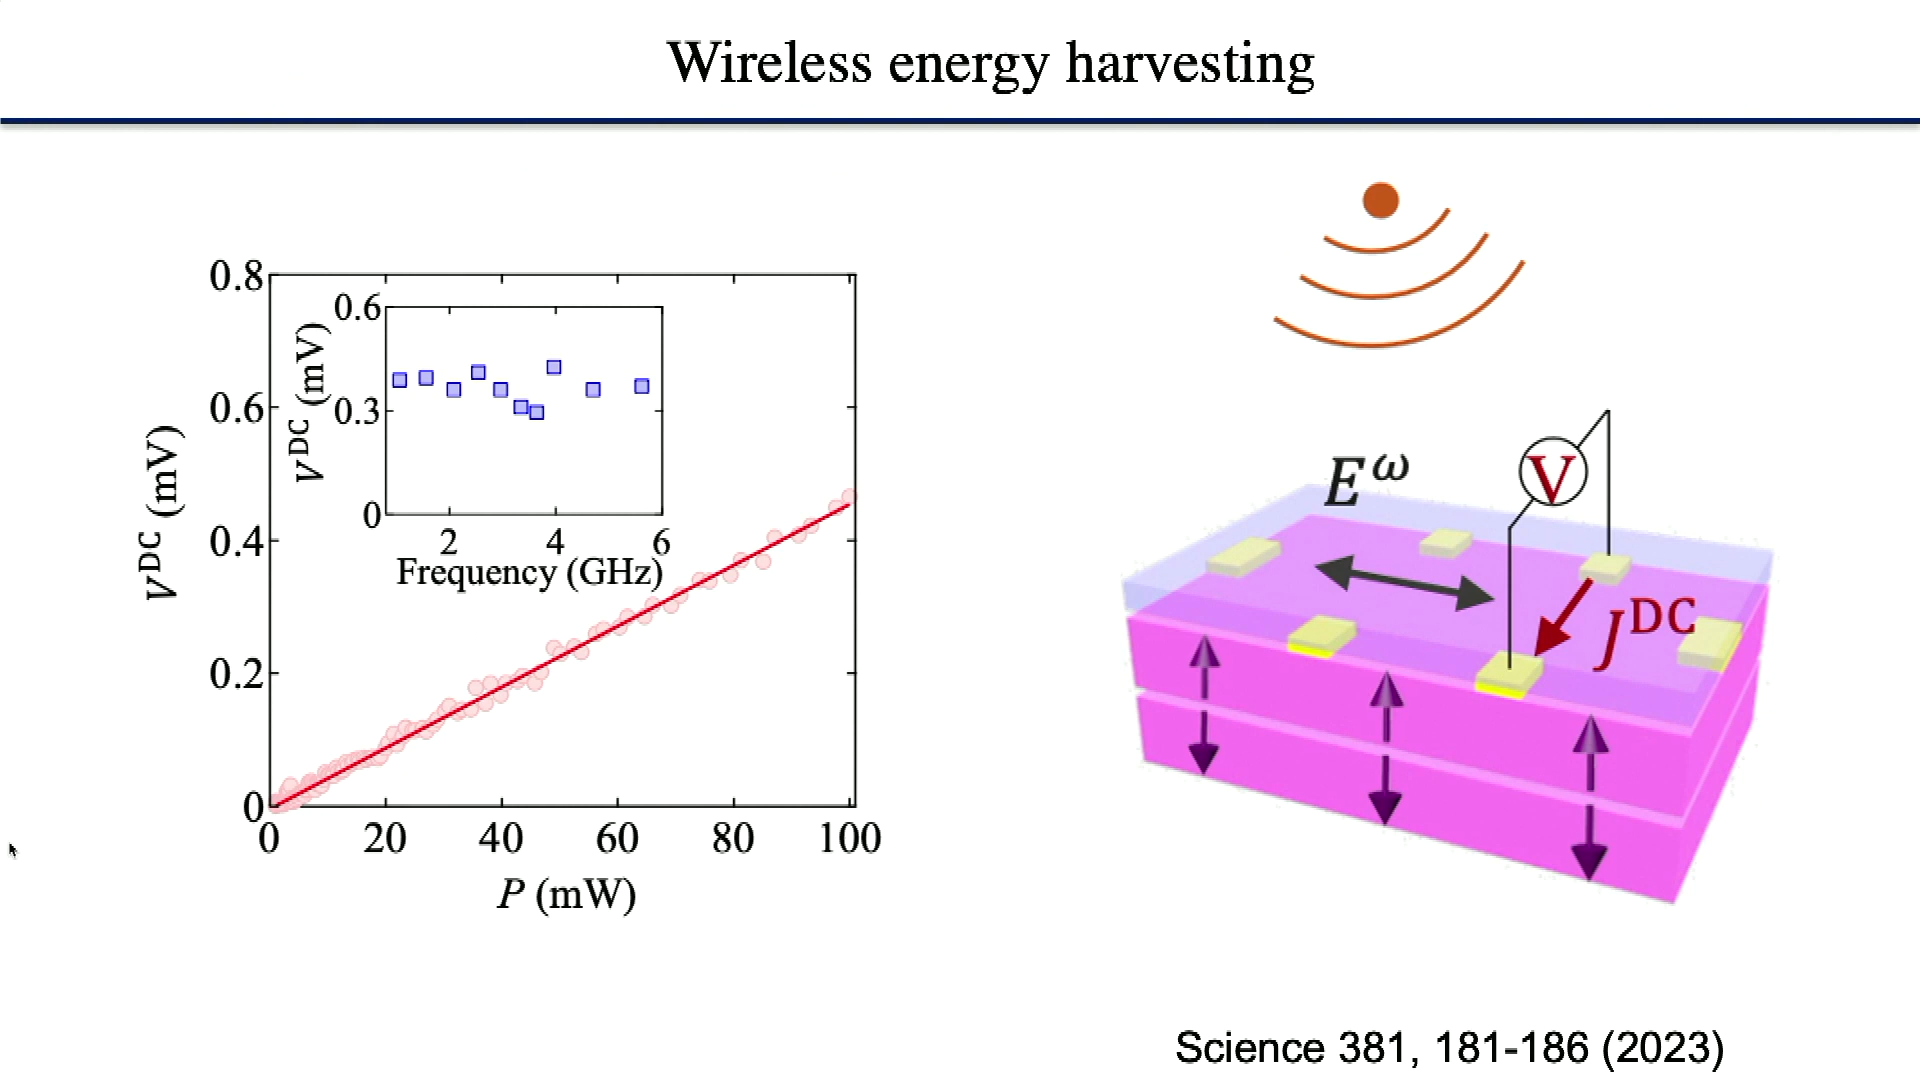 Wireless energy harvesting
0.8
0.6
0.4
0.2
0
V^DC (mV)
0 20 40 60 80 100
P (mW)
0.6
0.3
0
V^DC (mV)
2 4 6
Frequency (GHz)
E^ω
V
J^DC
Science 381, 181-186 (2023)